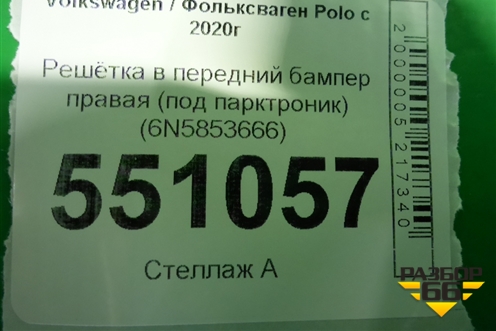 Volkswagen / Фольксваген Polo с
2020г
Решётка в передний бампер
правая (под парктроник)
(6N5853666)
551057
Стеллаж А
2000005217340
РАЗБОР
66